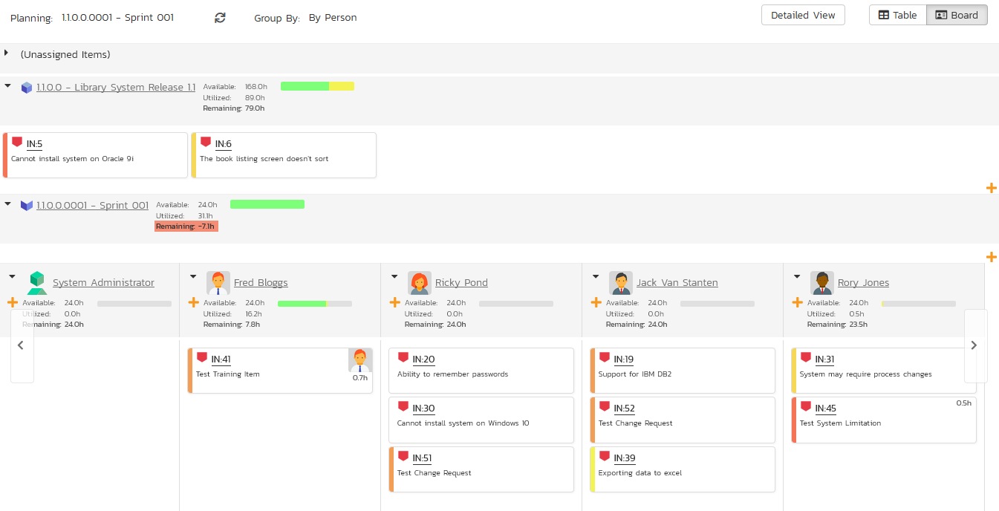 Planning: 1.1.0.0.0001 - Sprint 001 Group By: By Person Detailed View Table Board
(Unassigned Items)
1.1.0.0 - Library System Release 1.1 Available: 168.0h
Utilized: 89.0h
Remaining: 79.0h
IN:5 IN:6
Cannot install system on Oracle 9i The book listing screen doesn't sort
1.1.0.0.0001 - Sprint 001 Available: 24.0h
Utilized: 31.1h
Remaining: -7.1h
System Administrator Fred Bloggs Ricky Pond Jack Van Stanten Rory Jones
Available: 24.0h Available: 24.0h Available: 24.0h Available: 24.0h Available: 24.0h
Utilized: 0.0h Utilized: 16.2h Utilized: 0.0h Utilized: 0.0h Utilized: 0.5h
Remaining: 24.0h Remaining: 7.8h Remaining: 24.0h Remaining: 24.0h Remaining: 23.5h
IN:41 IN:20 IN:19 IN:31
Test Training Item Ability to remember passwords Support for IBM DB2 System may require process changes
0.7h
IN:30 IN:52 IN:45 0.5h
Cannot install system on Windows 10 Test Change Request Test System Limitation
IN:51 IN:39
Test Change Request Exporting data to excel